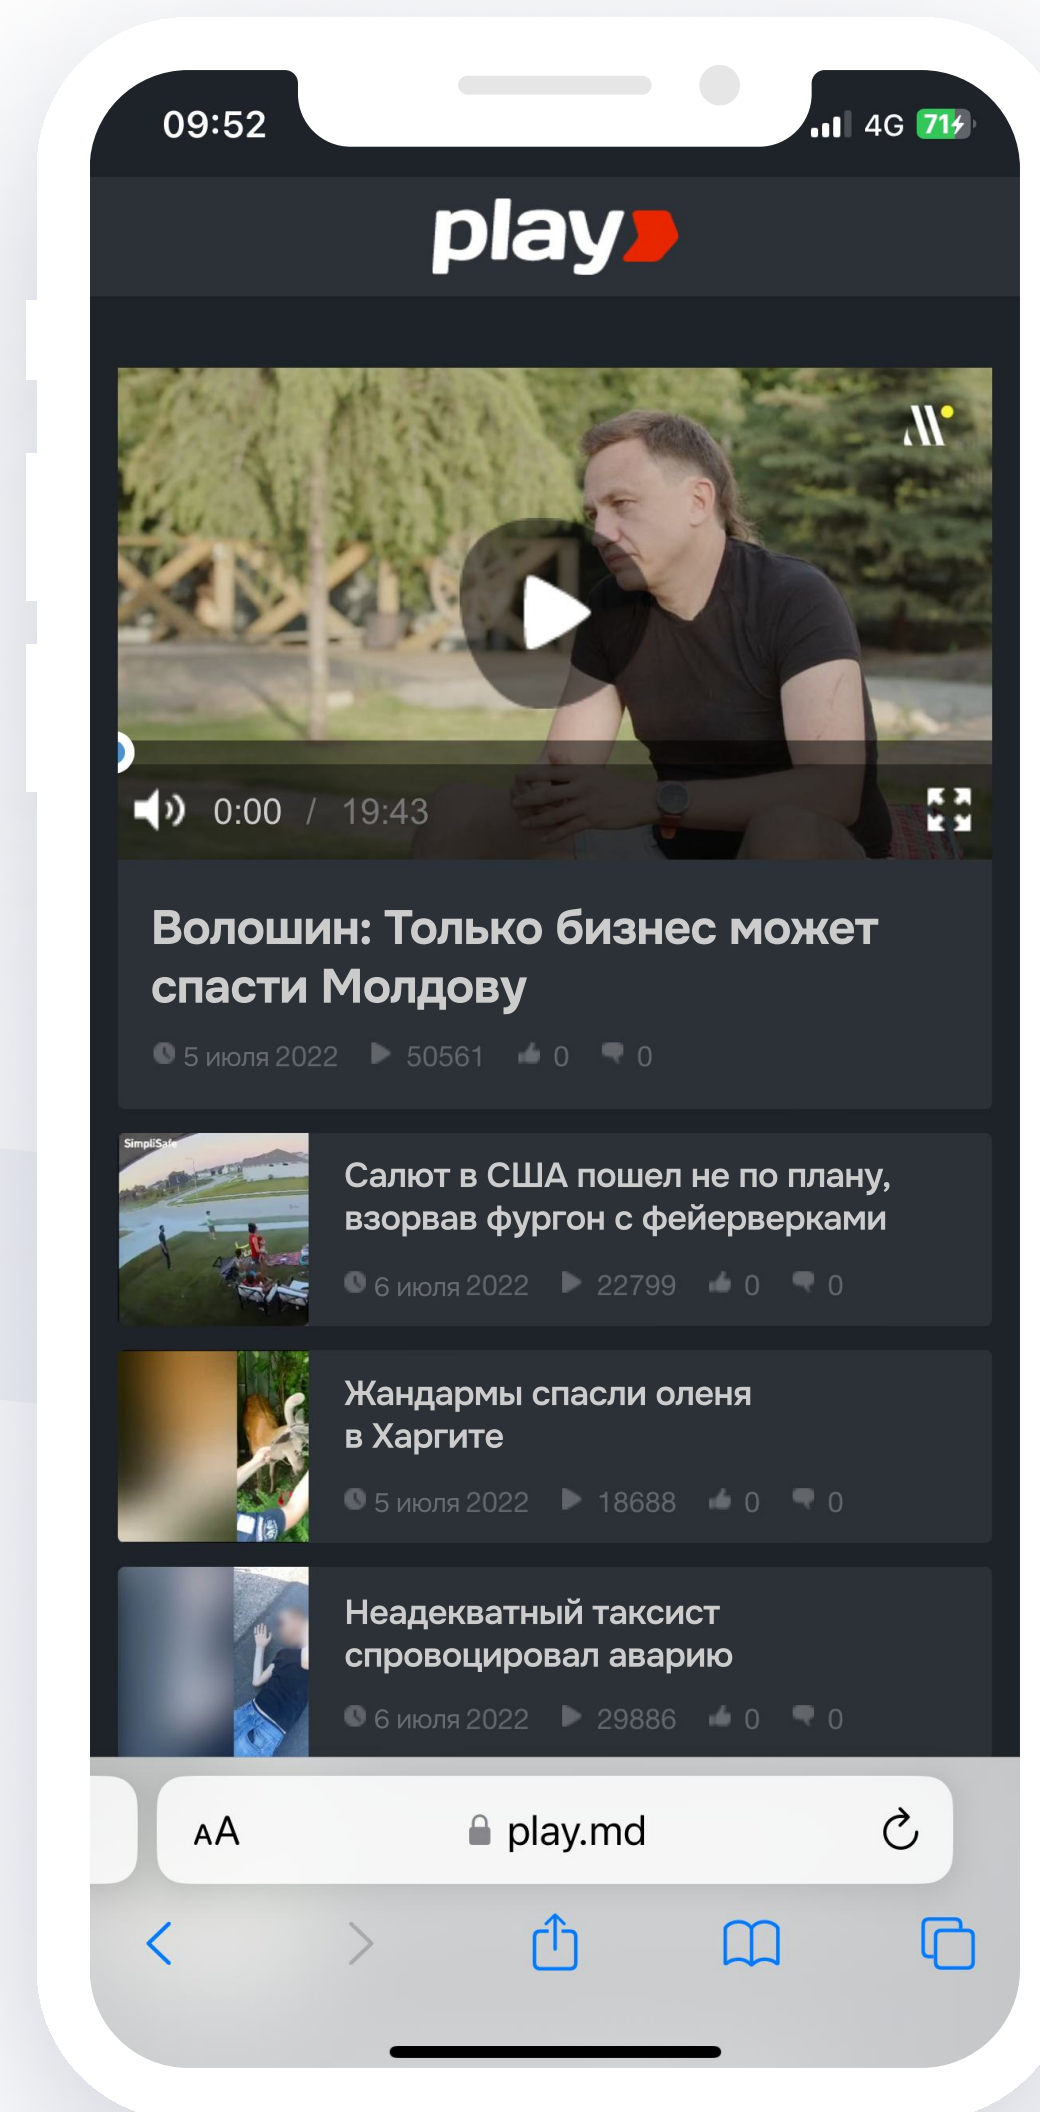 09:52
4G 71
play
0:00 / 19:43
Волошин: Только бизнес может
спасти Молдову
5 июля 2022 50561 0 0
SimpliSafe
Салют в США пошел не по плану,
взорвав фургон с фейерверками
6 июля 2022 22799 0 0
Жандармы спасли оленя
в Харгите
5 июля 2022 18688 0 0
Неадекватный таксист
спровоцировал аварию
6 июля 2022 29886 0 0
AA play.md